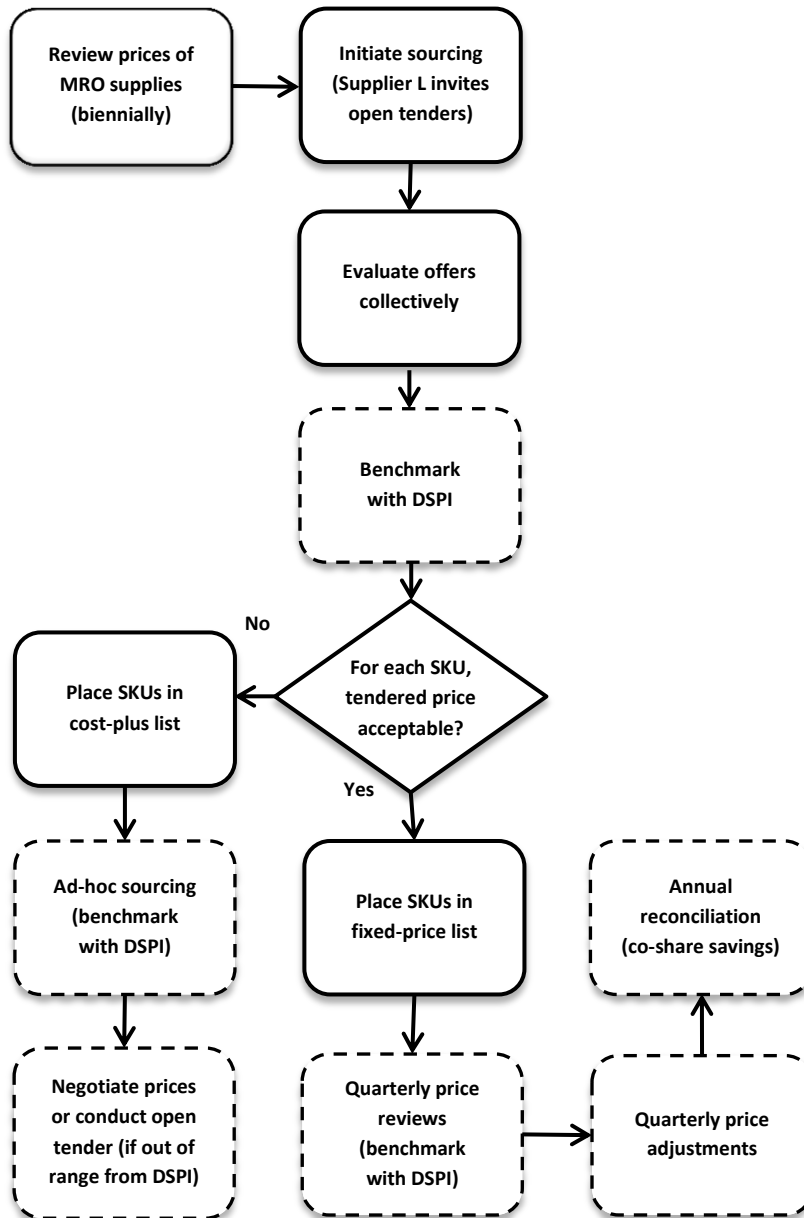 Review prices of
MRO supplies
(biennially)
Initiate sourcing
(Supplier L invites
open tenders)
Evaluate offers
collectively
Benchmark
with DSPI
No
For each SKU,
tendered price
acceptable?
Place SKUs in
cost-plus list
Yes
Ad-hoc sourcing
(benchmark
with DSPI)
Place SKUs in
fixed-price list
Annual
reconciliation
(co-share savings)
Negotiate prices
or conduct open
tender (if out of
range from DSPI)
Quarterly price
reviews
(benchmark
with DSPI)
Quarterly price
adjustments